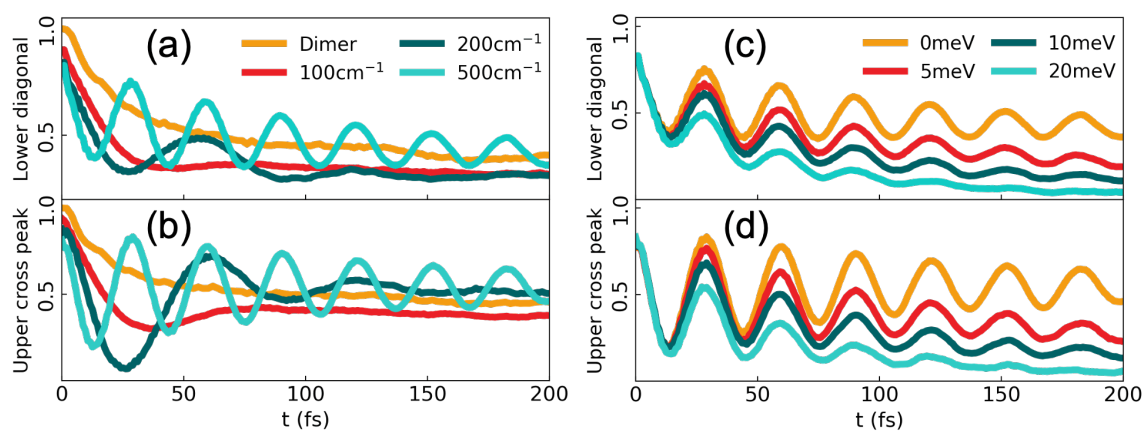 (a)
Dimer
200cm⁻¹
100cm⁻¹
500cm⁻¹
Lower diagonal
1.0
0.5
(b)
Upper cross peak
1.0
0.5
0
50
100
150
200
t (fs)
(c)
0meV
10meV
5meV
20meV
Lower diagonal
1.0
0.5
(d)
Upper cross peak
1.0
0.5
0
50
100
150
200
t (fs)